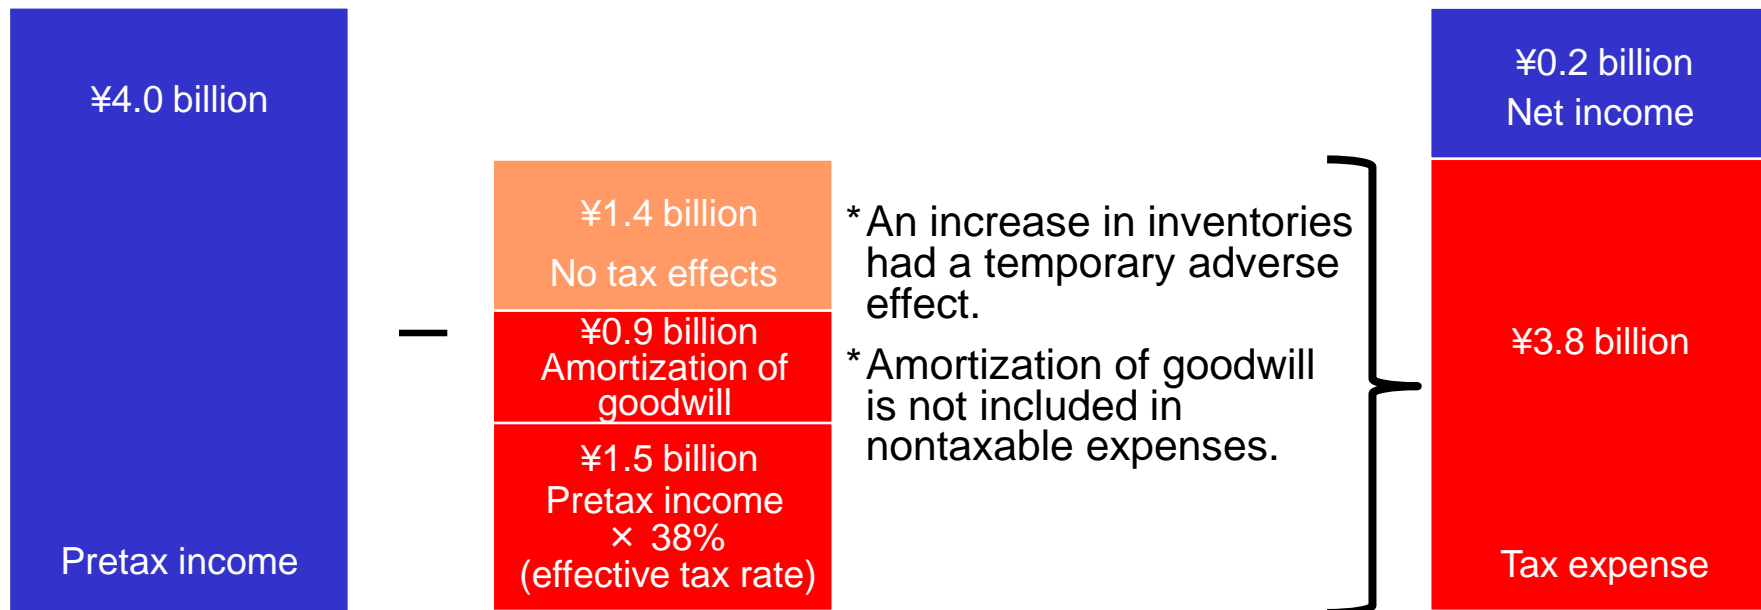 ¥4.0 billion
Pretax income
—
¥1.4 billion
No tax effects
¥0.9 billion
Amortization of
goodwill
¥1.5 billion
Pretax income
× 38%
(effective tax rate)
* An increase in inventories
had a temporary adverse
effect.
* Amortization of goodwill
is not included in
nontaxable expenses.
¥0.2 billion
Net income
¥3.8 billion
Tax expense